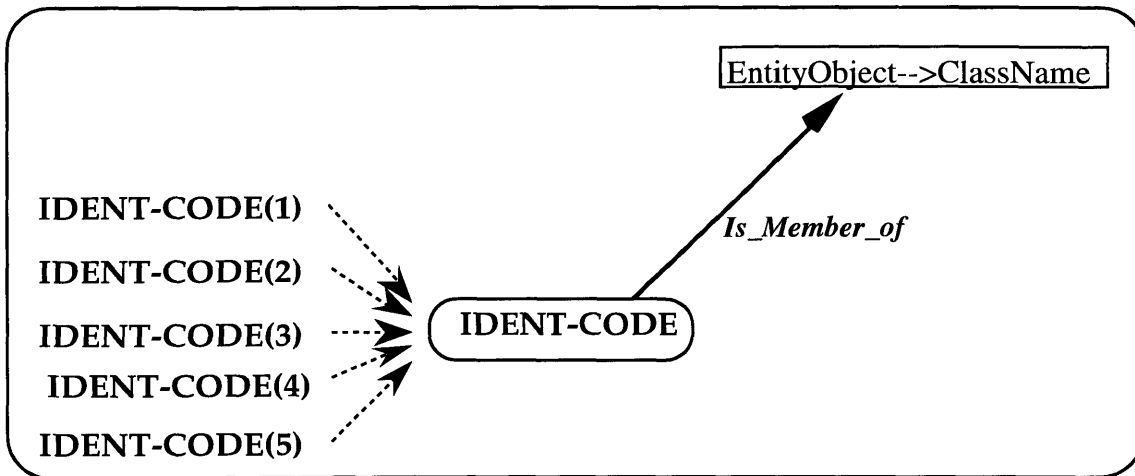 EntityObject-->ClassName
IDENT-CODE(1)
Is_Member_of
IDENT-CODE(2)
IDENT-CODE(3)
IDENT-CODE
IDENT-CODE(4)
IDENT-CODE(5)